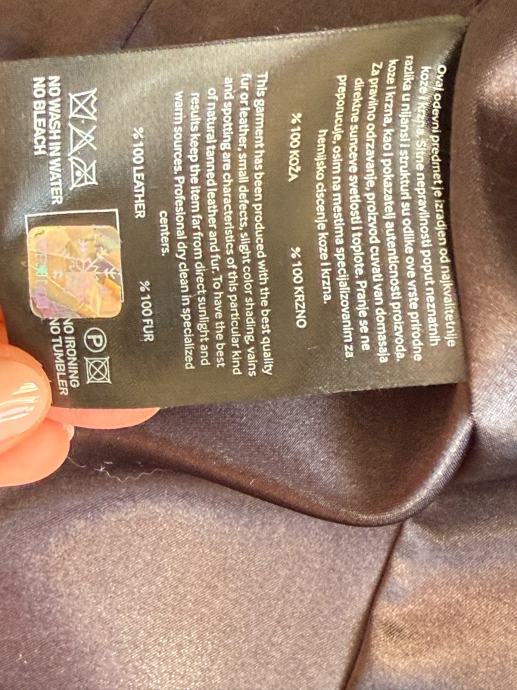 Ovaj odevni predmet je izradjen od najkvalitetnije
kože i krzna. Sitne nepravilnosti poput neznatnih
razlika u nijansi i strukturi su odlike ove vrste prirodne
kože i krzna, kao i pokazatelj autentičnosti proizvoda.
Za pravilno održavanje, proizvod čuvati van domašaja
direktne sunčeve svetlosti i toplote. Pranje se ne
preporučuje, osim na mestima specijalizovanim za
hemijsko čišćenje kože i krzna.
% 100 KOŽA % 100 KRZNO
This garment has been produced with the best quality
fur or leather, small defects, slight color shading, vains
and spotting are characteristics of this particular kind
of natural tanned leather and fur. To have the best
results keep the item far from direct sunlight and
warm sources. Profesional dry clean in specialized
centers.
% 100 LEATHER % 100 FUR
P
NO WASH IN WATER NO IRONING
NO BLEACH NO TUMBLER